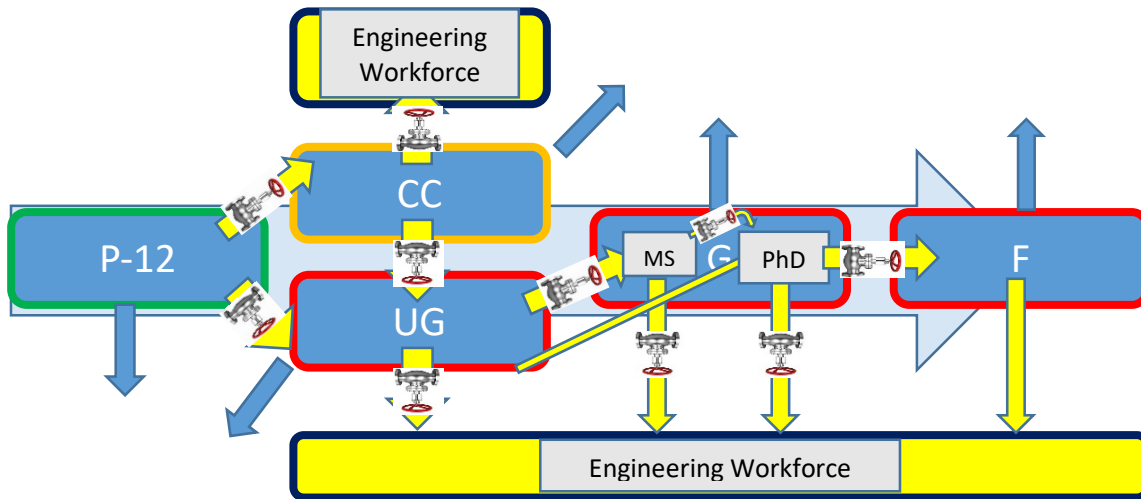 Engineering
Workforce
CC
P-12
MS
G
PhD
F
UG
Engineering Workforce